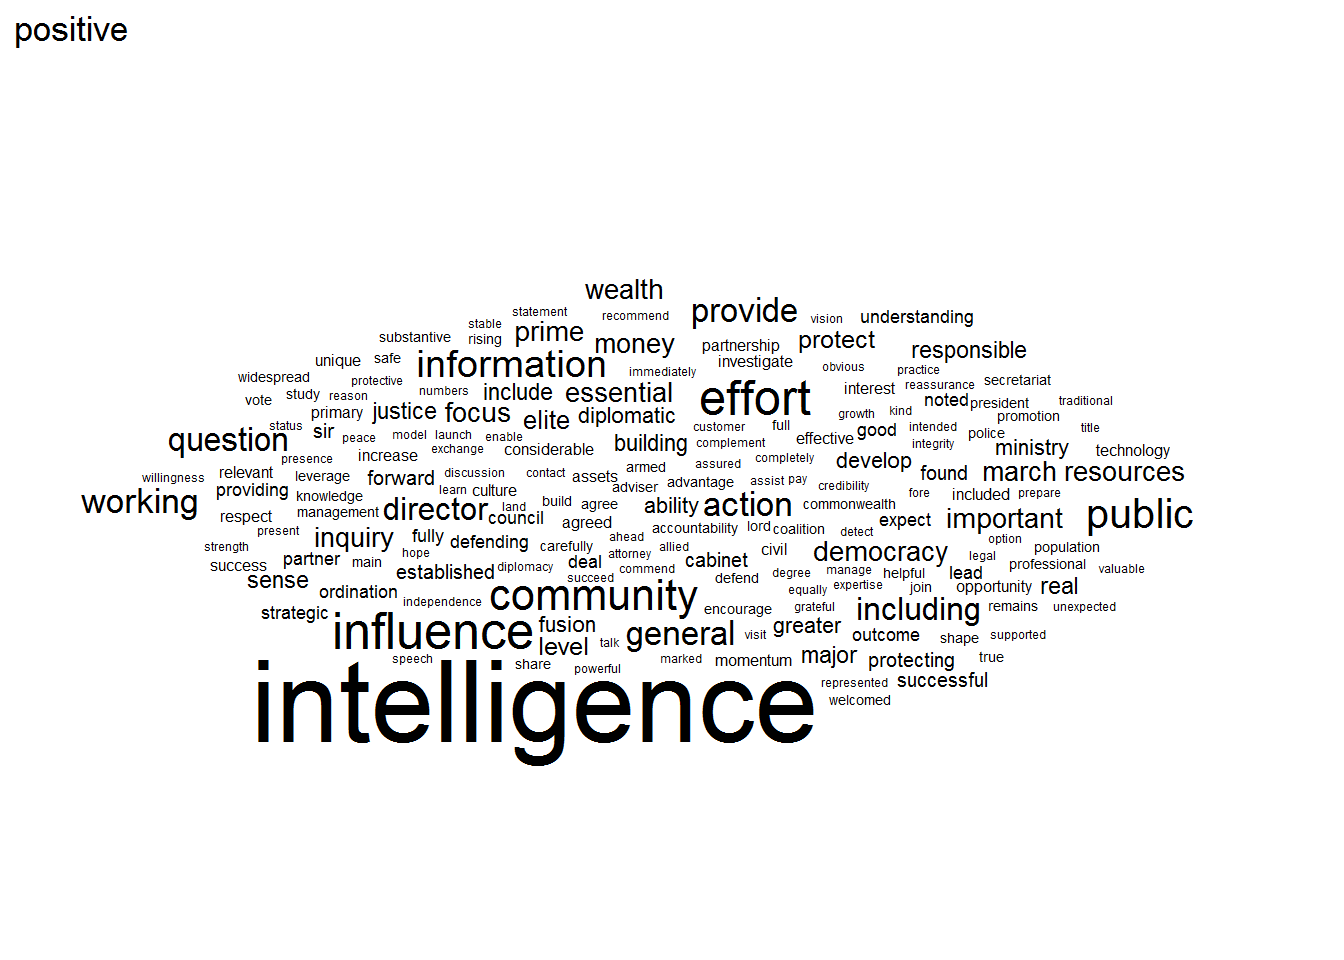 positive
wealth
statement recommend provide vision understanding
stable
substantive rising prime money partnership protect
unique safe information immediately investigate obvious responsible
widespread protective numbers include essential effort interest practice reassurance secretariat
vote study reason noted president traditional
primary justice focus elite diplomatic growth kind promotion
status sir customer full good intended title
question peace model launch enable building complement effective integrity police ministry
presence increase exchange considerable completely develop technology
willingness relevant leverage forward discussion contact assets armed assured found march resources
working providing knowledge learn culture adviser advantage assist pay credibility fore included prepare
respect management director council land build agree ability action commonwealth important public
present inquiry fully agreed accountability lord coalition detect expect option
strength defending carefully ahead civil democracy population
success partner main hope attorney allied cabinet legal professional valuable
sense established diplomacy deal commend defend degree manage helpful lead
ordination succeed equally expertise join opportunity real
strategic independence community encourage grateful including remains unexpected
influence fusion general visit greater outcome shape supported
level talk
speech share powerful marked momentum major protecting true
intelligence represented successful
welcomed